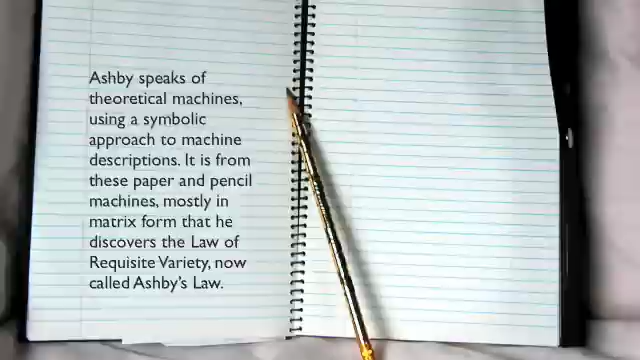 Ashby speaks of
theoretical machines,
using a symbolic
approach to machine
descriptions. It is from
these paper and pencil
machines, mostly in
matrix form that he
discovers the Law of
Requisite Variety, now
called Ashby's Law.